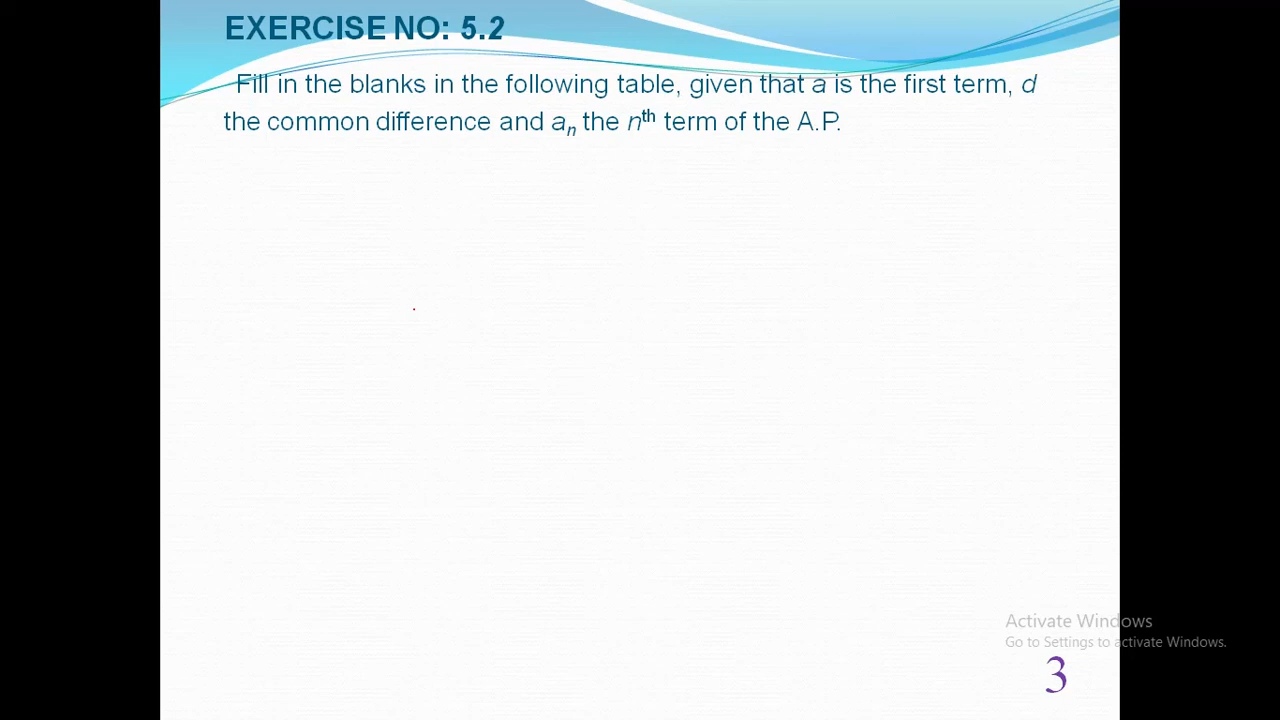 EXERCISE NO: 5.2
Fill in the blanks in the following table, given that a is the first term, d
the common difference and aₙ the nᵗʰ term of the A.P.
Activate Windows
Go to Settings to activate Windows.
3